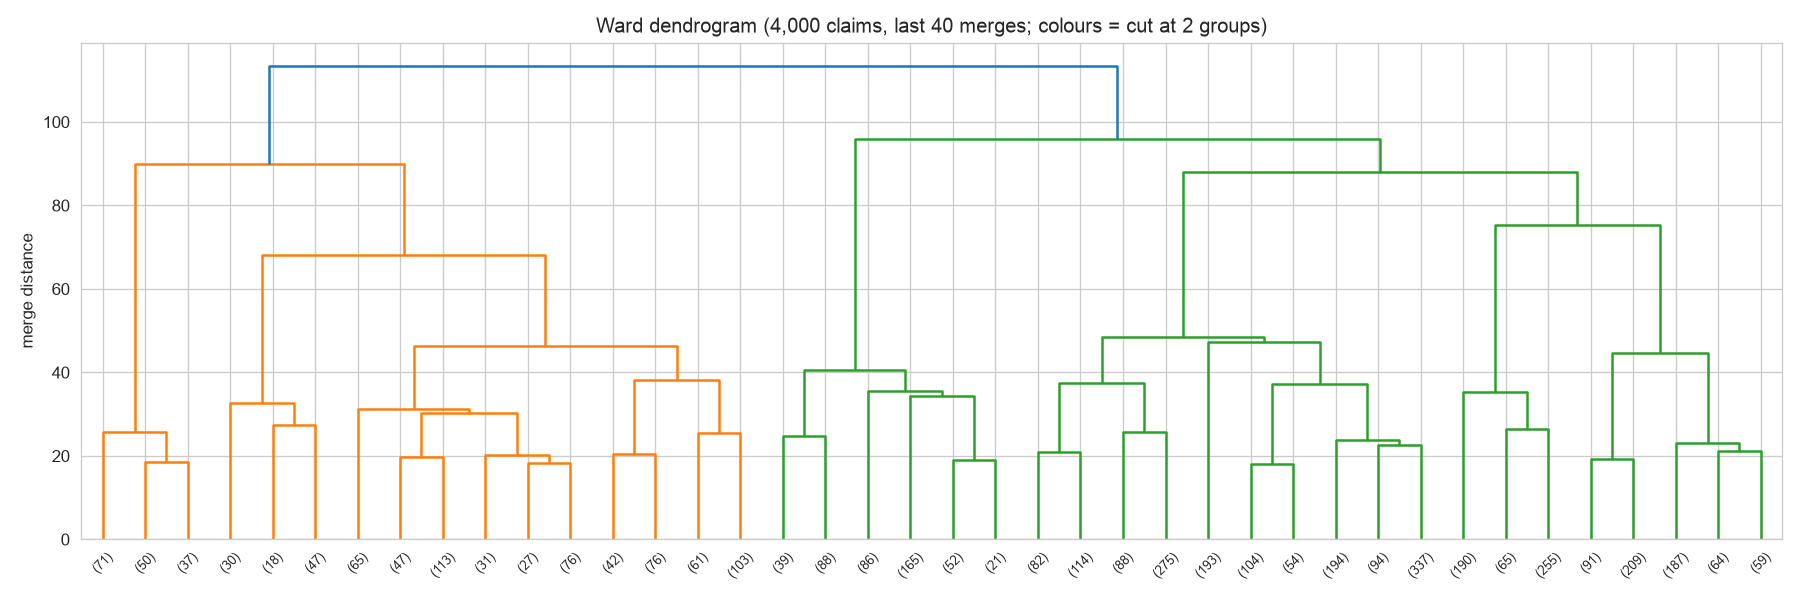 Ward dendrogram (4,000 claims, last 40 merges; colours = cut at 2 groups)
merge distance
100
80
60
40
20
0
(71) (50) (37) (30) (18) (47) (65) (47) (113) (31) (27) (76) (42) (76) (61) (103) (39) (88) (86) (165) (52) (21) (82) (114) (88) (275) (193) (104) (54) (194) (94) (337) (190) (65) (255) (91) (209) (187) (64) (59)